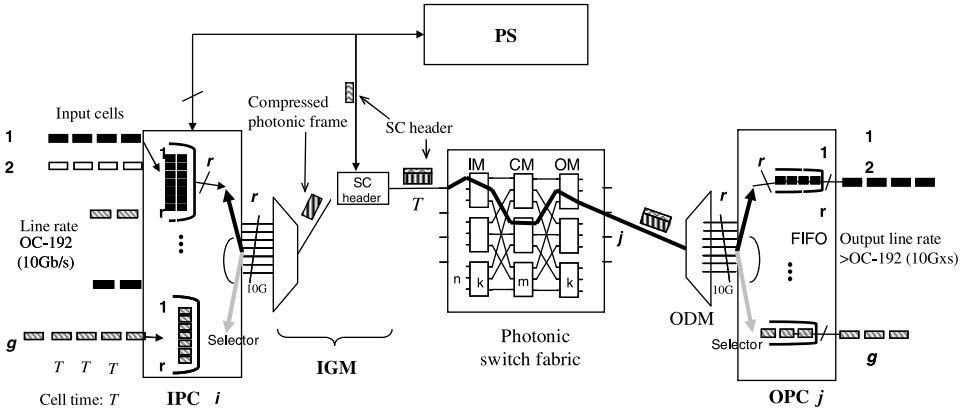 PS
Compressed
photonic frame
SC header
Input cells
1
2
1
r
r
r
SC
header
T
IM
CM
OM
n
k
m
k
j
r
r
1
1
2
r
Line rate
OC-192
(10Gb/s)
10G
10G
FIFO
Output line rate
>OC-192 (10Gxs)
ODM
1
r
g
Selector
Selector
g
T T T
Cell time: T
IPC i
IGM
Photonic
switch fabric
OPC j